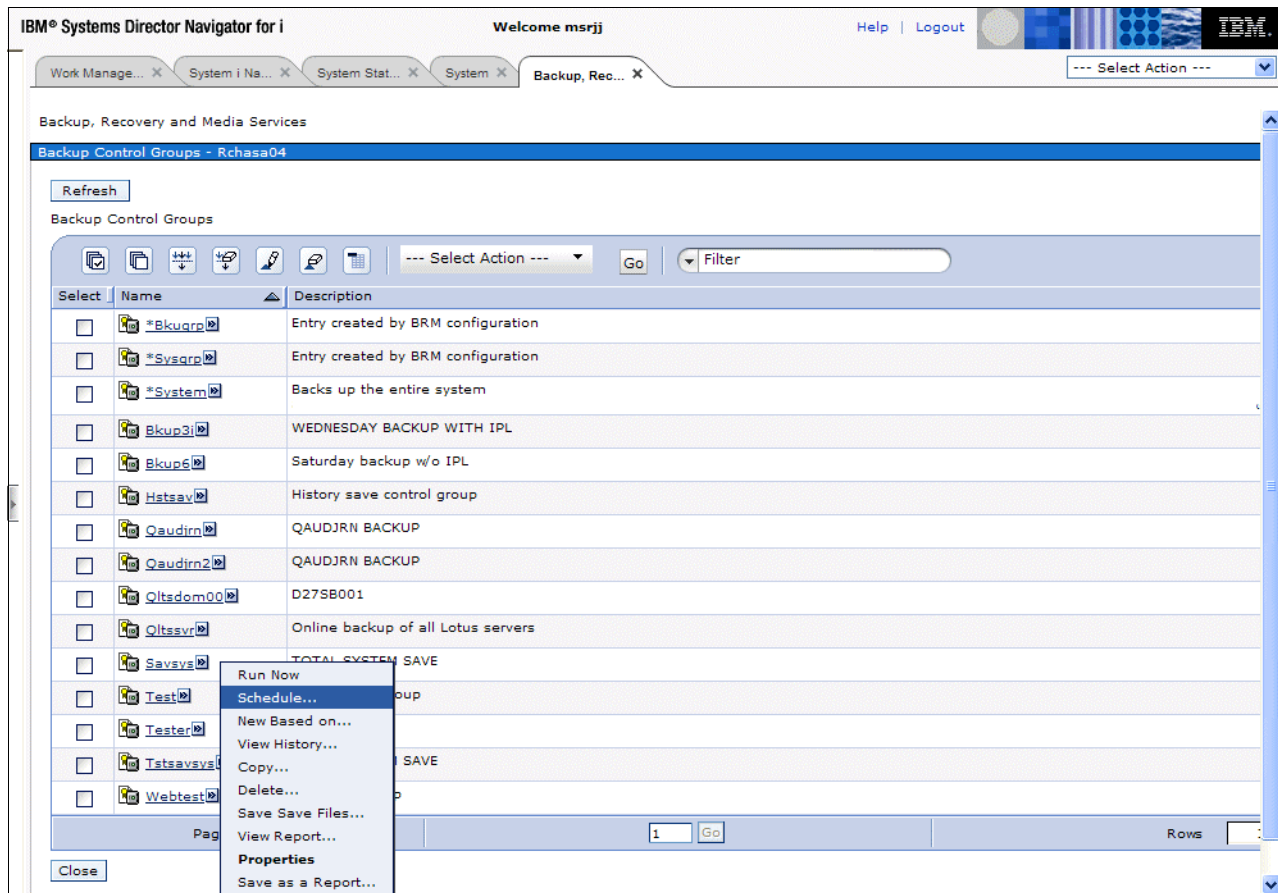 IBM® Systems Director Navigator for i
Welcome msrjj
Help | Logout
IBM.
Work Manage... X
System i Na... X
System Stat... X
System X
Backup, Rec... X
--- Select Action ---
Backup, Recovery and Media Services
Backup Control Groups - Rchasa04
Refresh
Backup Control Groups
--- Select Action ---
Go
Filter
Select Name Description
*Bkugrp Entry created by BRM configuration
*Sysgrp Entry created by BRM configuration
*System Backs up the entire system
Bkup3i WEDNESDAY BACKUP WITH IPL
Bkup6 Saturday backup w/o IPL
Hstsav History save control group
Qaudjrn QAUDJRN BACKUP
Qaudjrn2 QAUDJRN BACKUP
Qltsdom00 D27SB001
Qltssvr Online backup of all Lotus servers
Savsys TOTAL SYSTEM SAVE
Test
Tester
Tstsavsys SAVE
Webtest
Run Now
Schedule...
New Based on...
View History...
Copy...
Delete...
Save Save Files...
View Report...
Properties
Save as a Report...
Pag
1 Go
Rows
Close